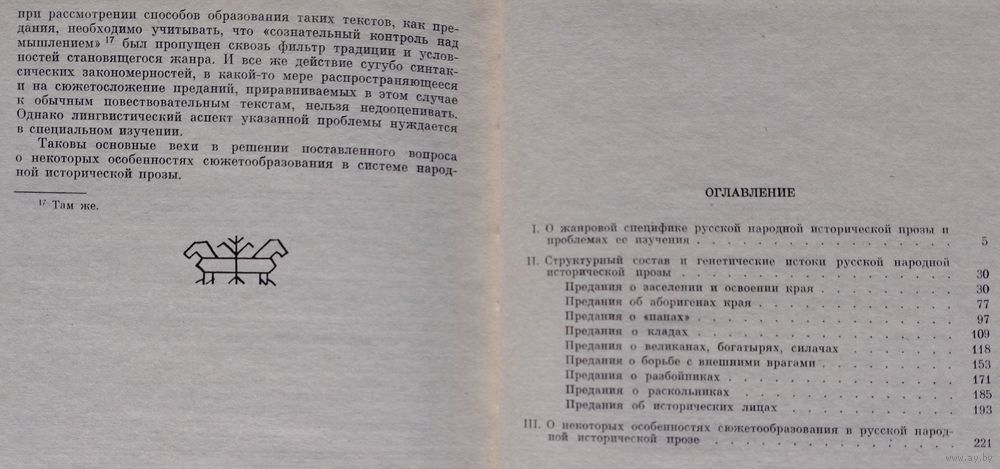 при рассмотрении способов образования таких текстов, как пре-
дания, необходимо учитывать, что «сознательный контроль над
мышлением» 17 был пропущен сквозь фильтр традиции и услов-
ностей становящегося жанра. И все же действие сугубо синтак-
сических закономерностей, в какой-то мере распространяющееся
и на сюжетосложение преданий, приравниваемых в этом случае
к обычным повествовательным текстам, нельзя недооценивать.
Однако лингвистический аспект указанной проблемы нуждается
в специальном изучении.
Таковы основные вехи в решении поставленного вопроса
о некоторых особенностях сюжетообразования в системе народ-
ной исторической прозы.
17 Там же.
ОГЛАВЛЕНИЕ
I. О жанровой специфике русской народной исторической прозы и
проблемах ее изучения . . . . . . . . . . . . . . . . . 5
II. Структурный состав и генетические истоки русской народной
исторической прозы . . . . . . . . . . . . . . . . . . 30
Предания о заселении и освоении края . . . . . . . . . 30
Предания об аборигенах края . . . . . . . . . . . . . 77
Предания о «панах» . . . . . . . . . . . . . . . . . 97
Предания о кладах . . . . . . . . . . . . . . . . . 109
Предания о великанах, богатырях, силачах . . . . . . . 118
Предания о борьбе с внешними врагами . . . . . . . . . 153
Предания о разбойниках . . . . . . . . . . . . . . . 171
Предания о раскольниках . . . . . . . . . . . . . . . 185
Предания об исторических лицах . . . . . . . . . . . . 193
III. О некоторых особенностях сюжетообразования в русской народ-
ной исторической прозе . . . . . . . . . . . . . . . . 221
www.ay.by